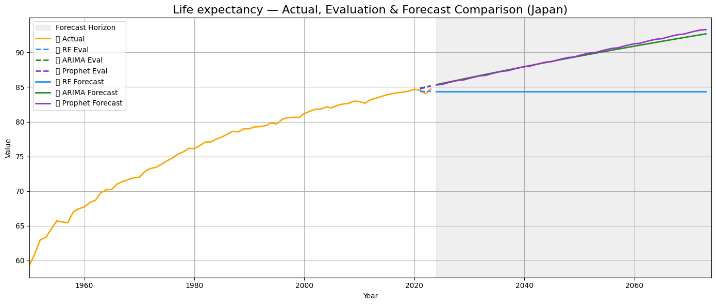 Life expectancy — Actual, Evaluation & Forecast Comparison (Japan)
Forecast Horizon
Actual
RF Eval
ARIMA Eval
Prophet Eval
RF Forecast
ARIMA Forecast
Prophet Forecast
Value
90
85
80
75
70
65
60
1960
1980
2000
2020
2040
2060
Year